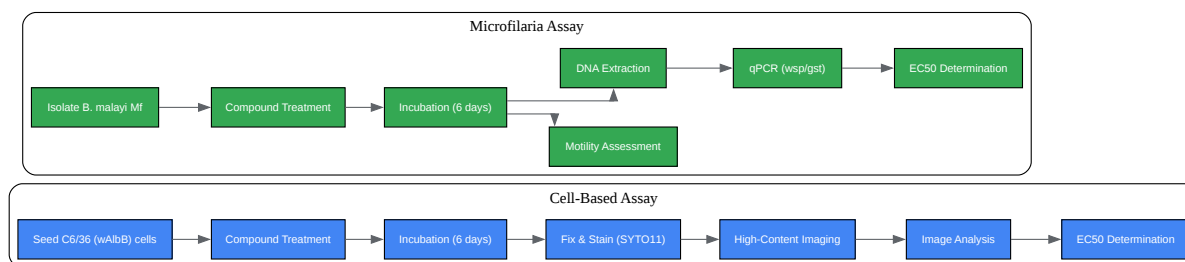 Microfilaria Assay
DNA Extraction
qPCR (wsp/gst)
EC50 Determination
Isolate B. malayi Mf
Compound Treatment
Incubation (6 days)
Motility Assessment
Cell-Based Assay
Seed C6/36 (wAlbB) cells
Compound Treatment
Incubation (6 days)
Fix & Stain (SYTO11)
High-Content Imaging
Image Analysis
EC50 Determination